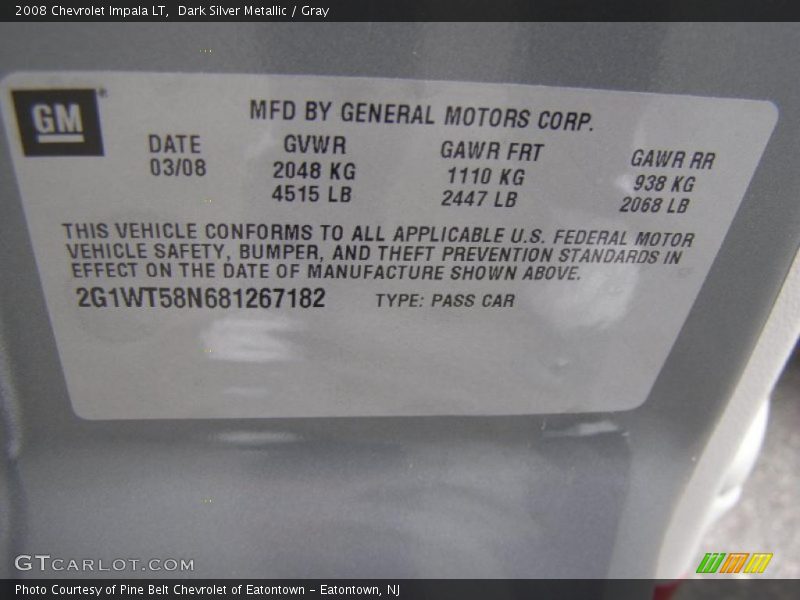 2008 Chevrolet Impala LT, Dark Silver Metallic / Gray
GM
MFD BY GENERAL MOTORS CORP.
DATE GVWR GAWR FRT GAWR RR
03/08 2048 KG 1110 KG 938 KG
4515 LB 2447 LB 2068 LB
THIS VEHICLE CONFORMS TO ALL APPLICABLE U.S. FEDERAL MOTOR
VEHICLE SAFETY, BUMPER, AND THEFT PREVENTION STANDARDS IN
EFFECT ON THE DATE OF MANUFACTURE SHOWN ABOVE.
2G1WT58N681267182 TYPE: PASS CAR
GTCARLOT.COM
Photo Courtesy of Pine Belt Chevrolet of Eatontown – Eatontown, NJ